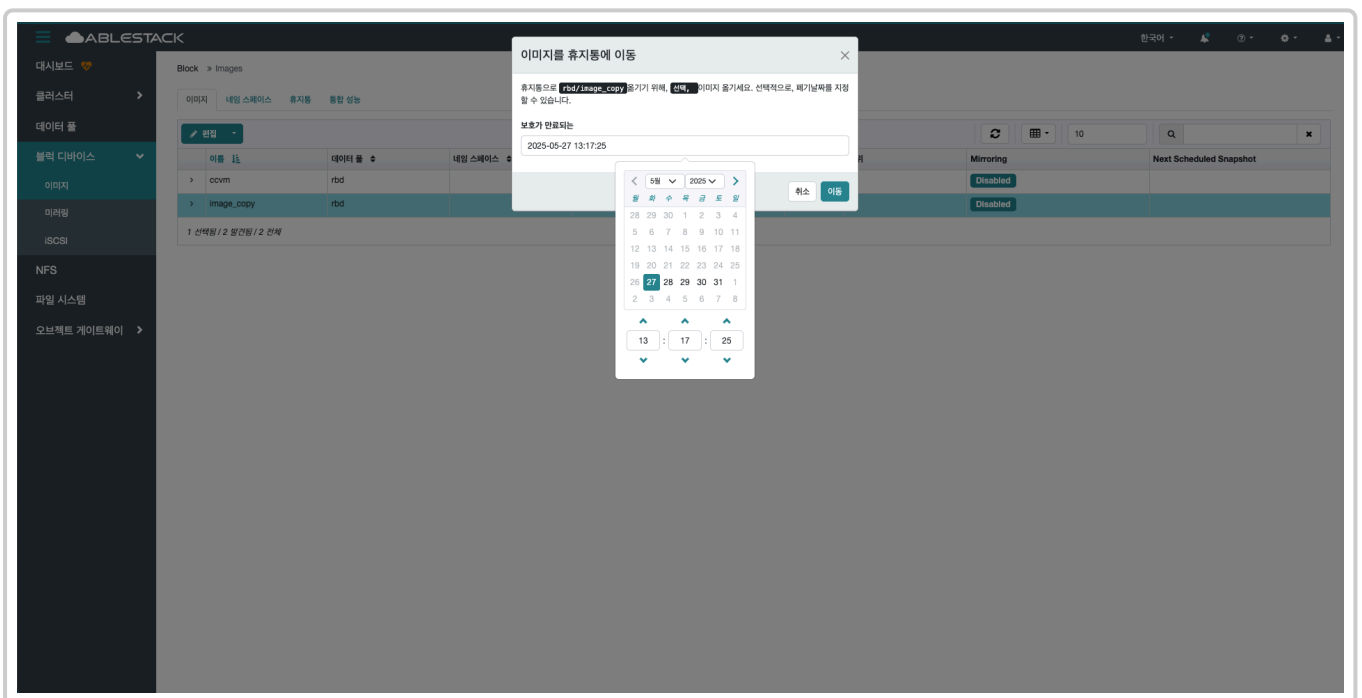 ABLESTACK
한국어
대시보드
클러스터
데이터 풀
블럭 디바이스
이미지
미러링
iSCSI
NFS
파일 시스템
오브젝트 게이트웨이
Block » Images
이미지 네임 스페이스 휴지통 통합 성능
편집
10
이름 데이터 풀 네임 스페이스 Mirroring Next Scheduled Snapshot
ccvm rbd Disabled
image_copy rbd Disabled
1 선택됨 / 2 발견됨 / 2 전체
이미지를 휴지통에 이동
휴지통으로 rbd/image_copy 옮기기 위해, 선택, 이미지 옮기세요. 선택적으로, 폐기날짜를 지정
할 수 있습니다.
보호가 만료되는
2025-05-27 13:17:25
취소 이동
5월 2025
월 화 수 목 금 토 일
28 29 30 1 2 3 4
5 6 7 8 9 10 11
12 13 14 15 16 17 18
19 20 21 22 23 24 25
26 27 28 29 30 31 1
2 3 4 5 6 7 8
13 : 17 : 25